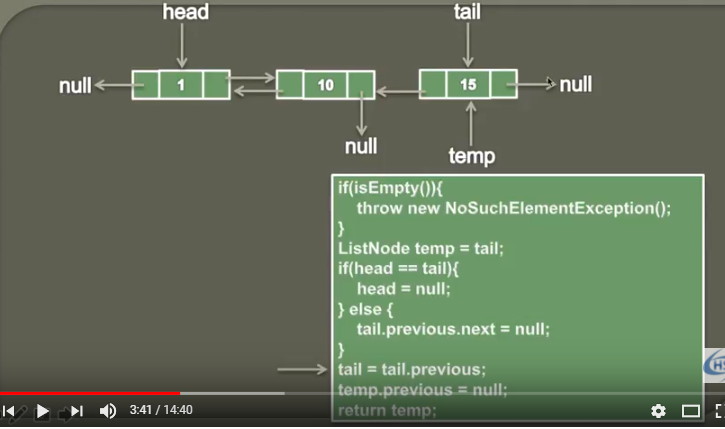 head
tail
null
1
10
15
null
null
temp
if(isEmpty()){
throw new NoSuchElementException();
}
ListNode temp = tail;
if(head == tail){
head = null;
} else {
tail.previous.next = null;
}
tail = tail.previous;
temp.previous = null;
return temp;
3:41 / 14:40